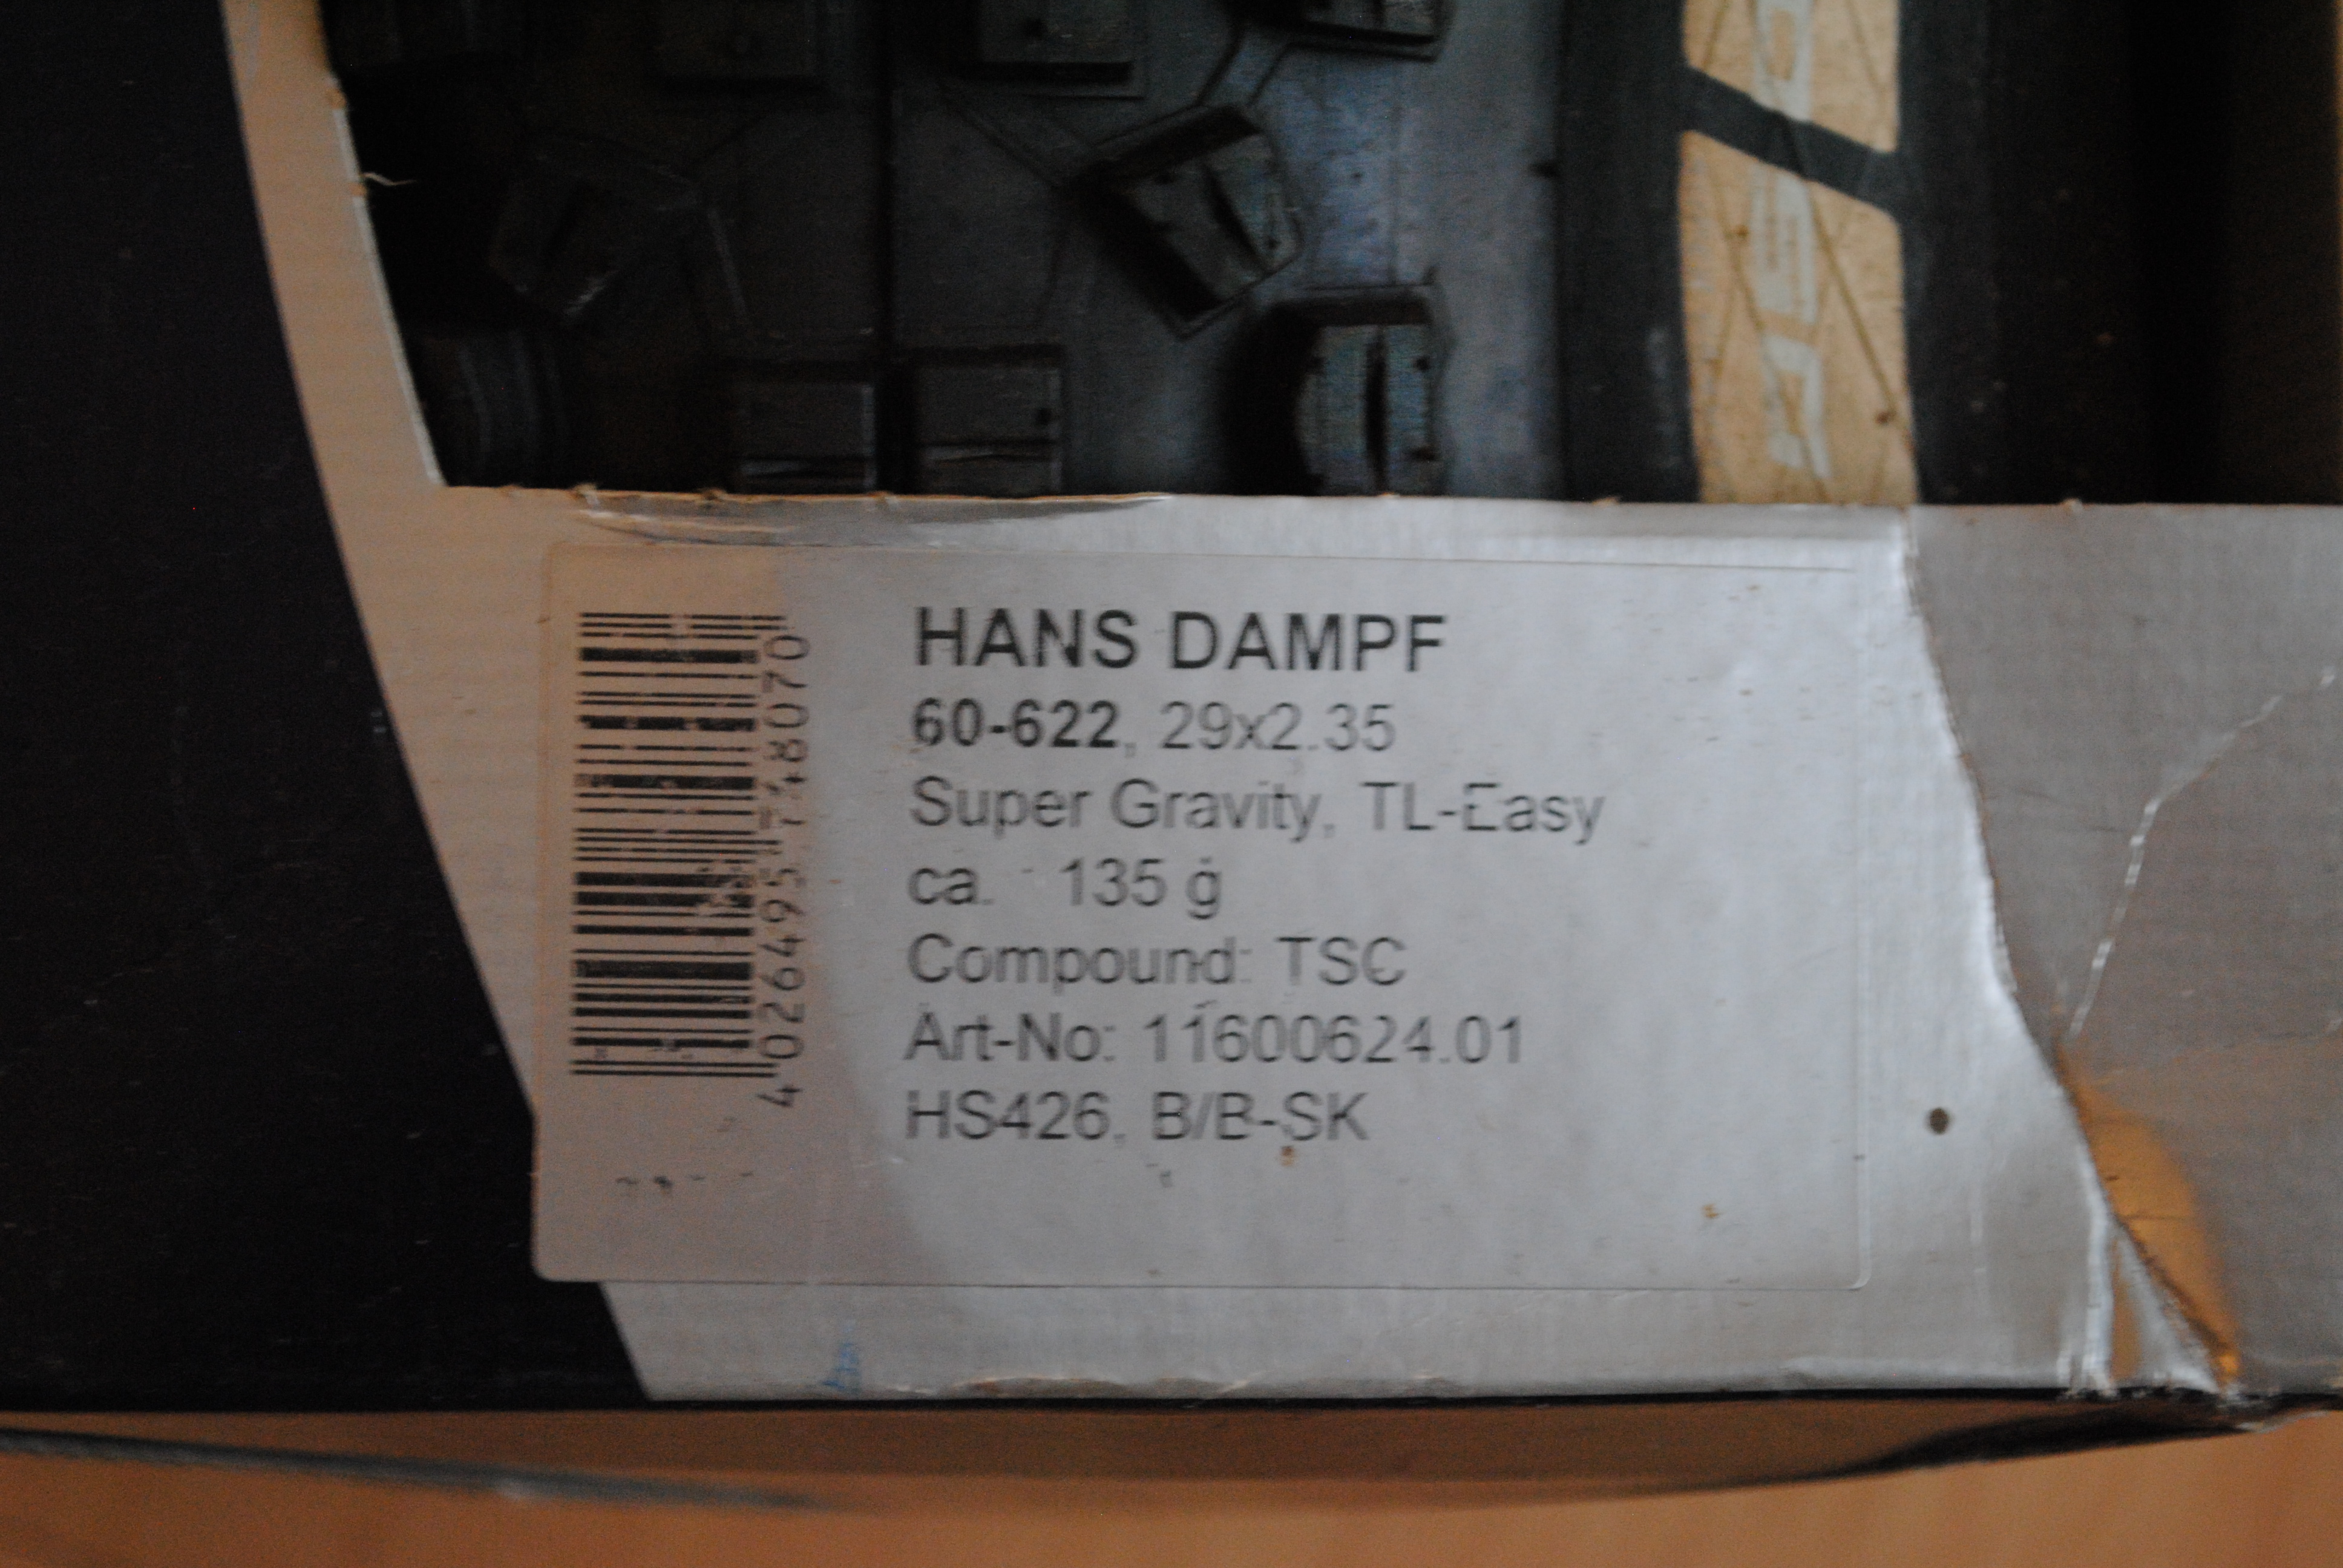 HANS DAMPF
60-622, 29x2.35
Super Gravity, TL-Easy
ca. 135 g
Compound: TSC
Art-No: 11600624.01
HS426, B/B-SK
4026495748070